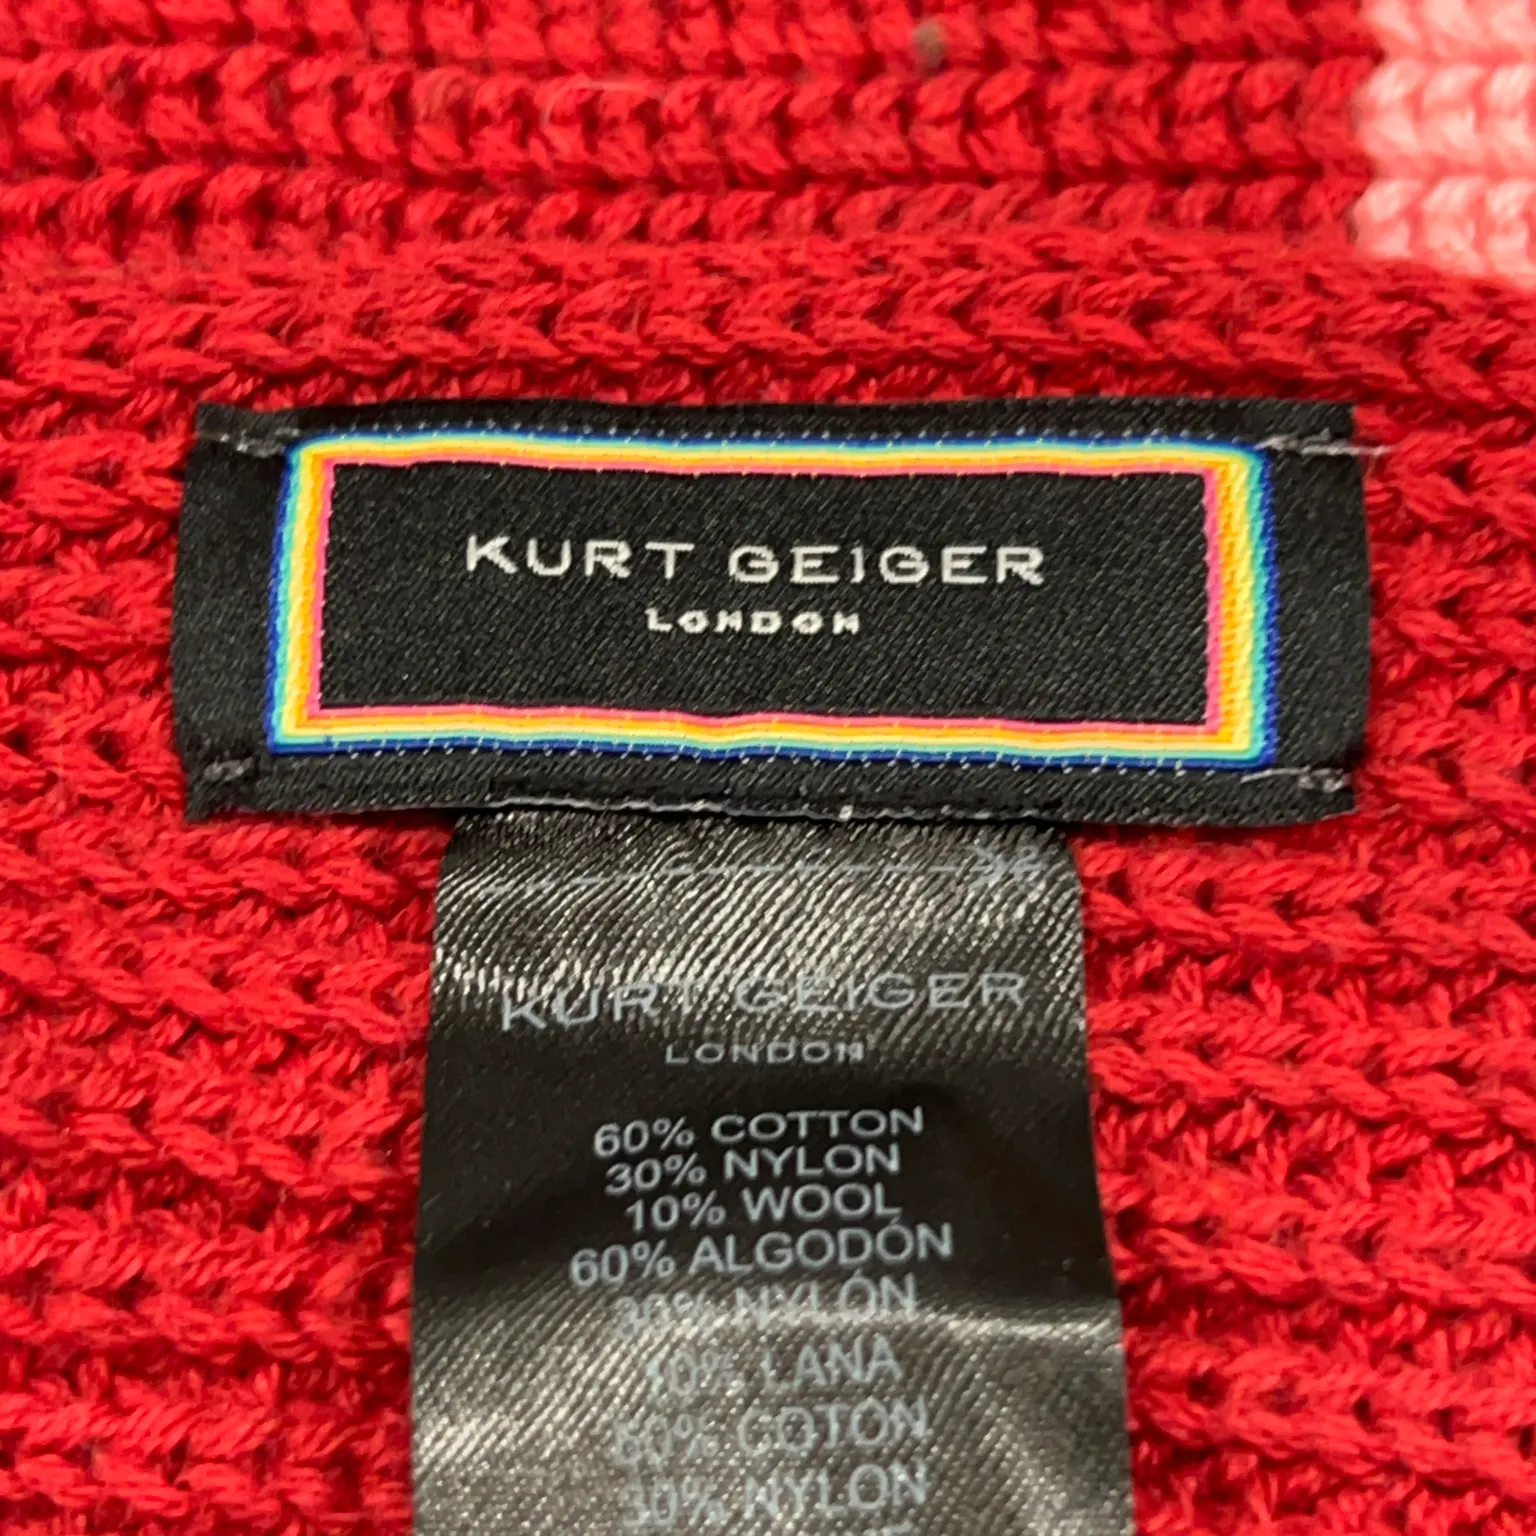 KURT GEIGER
LONDON
KURT GEIGER
LONDON
60% COTTON
30% NYLON
10% WOOL
60% ALGODÓN
30% NYLÓN
10% LANA
60% COTON
30% NYLON